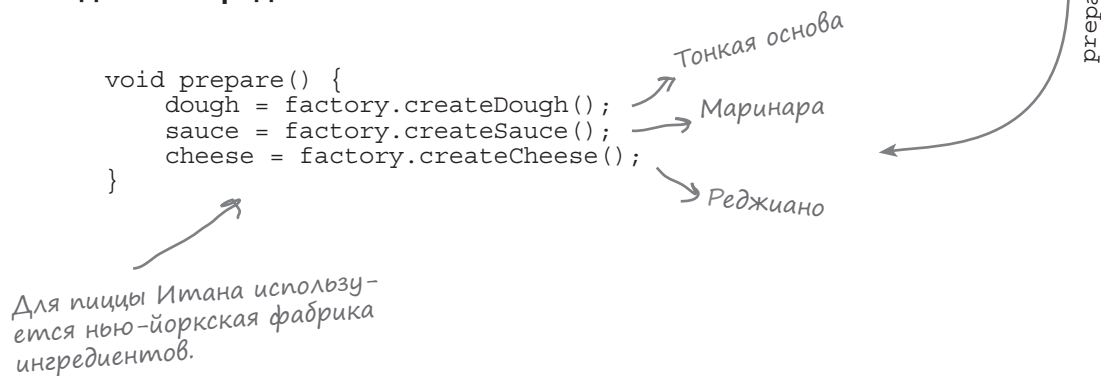 void prepare() {
dough = factory.createDough();
sauce = factory.createSauce();
cheese = factory.createCheese();
}
Тонкая основа
Маринара
Реджиано
Для пиццы Итана использу-
ется нью-йоркская фабрика
ингредиентов.